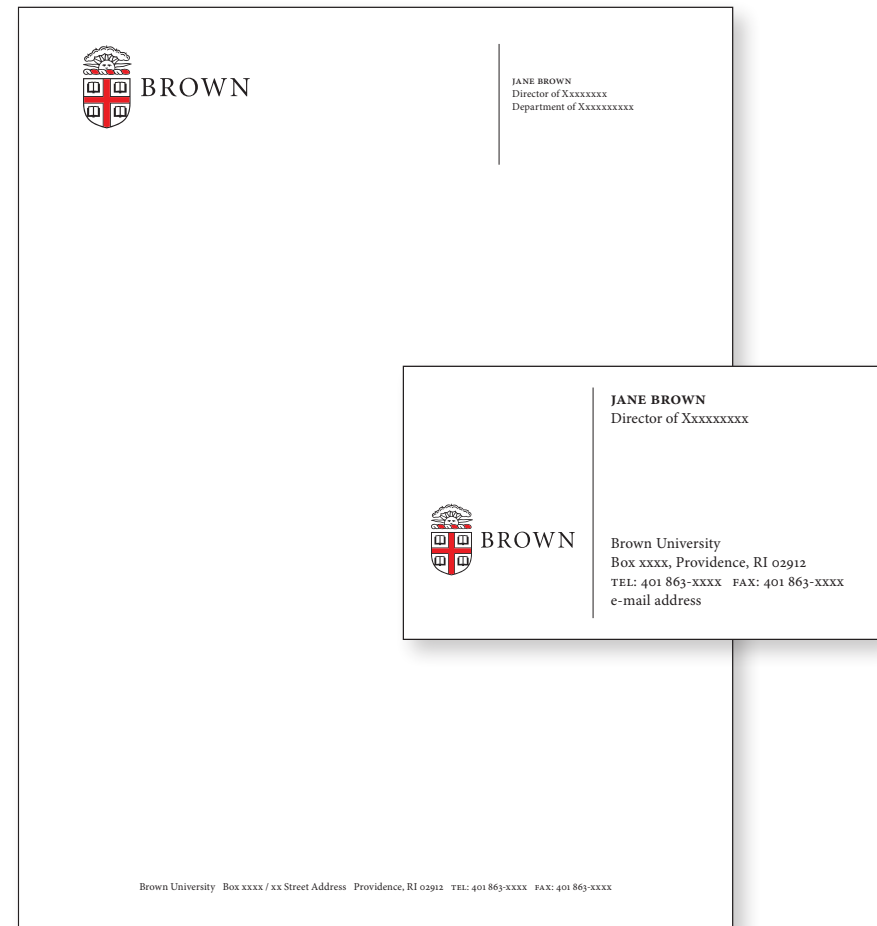 BROWN
JANE BROWN
Director of Xxxxxxxx
Department of Xxxxxxxxxx
JANE BROWN
Director of Xxxxxxxxx
BROWN
Brown University
Box xxxx, Providence, RI 02912
TEL: 401 863-xxxx FAX: 401 863-xxxx
e-mail address
Brown University Box xxxx / xx Street Address Providence, RI 02912 TEL: 401 863-xxxx FAX: 401 863-xxxx